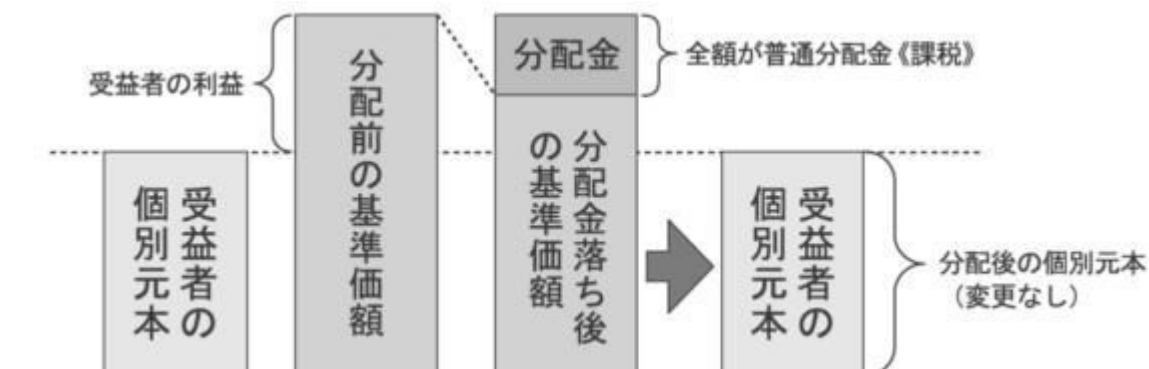 受益者の利益
受益者の
個別元本
分配前の基準価額
分配金
全額が普通分配金《課税》
分配金落ち後
の基準価額
受益者の
個別元本
分配後の個別元本
（変更なし）